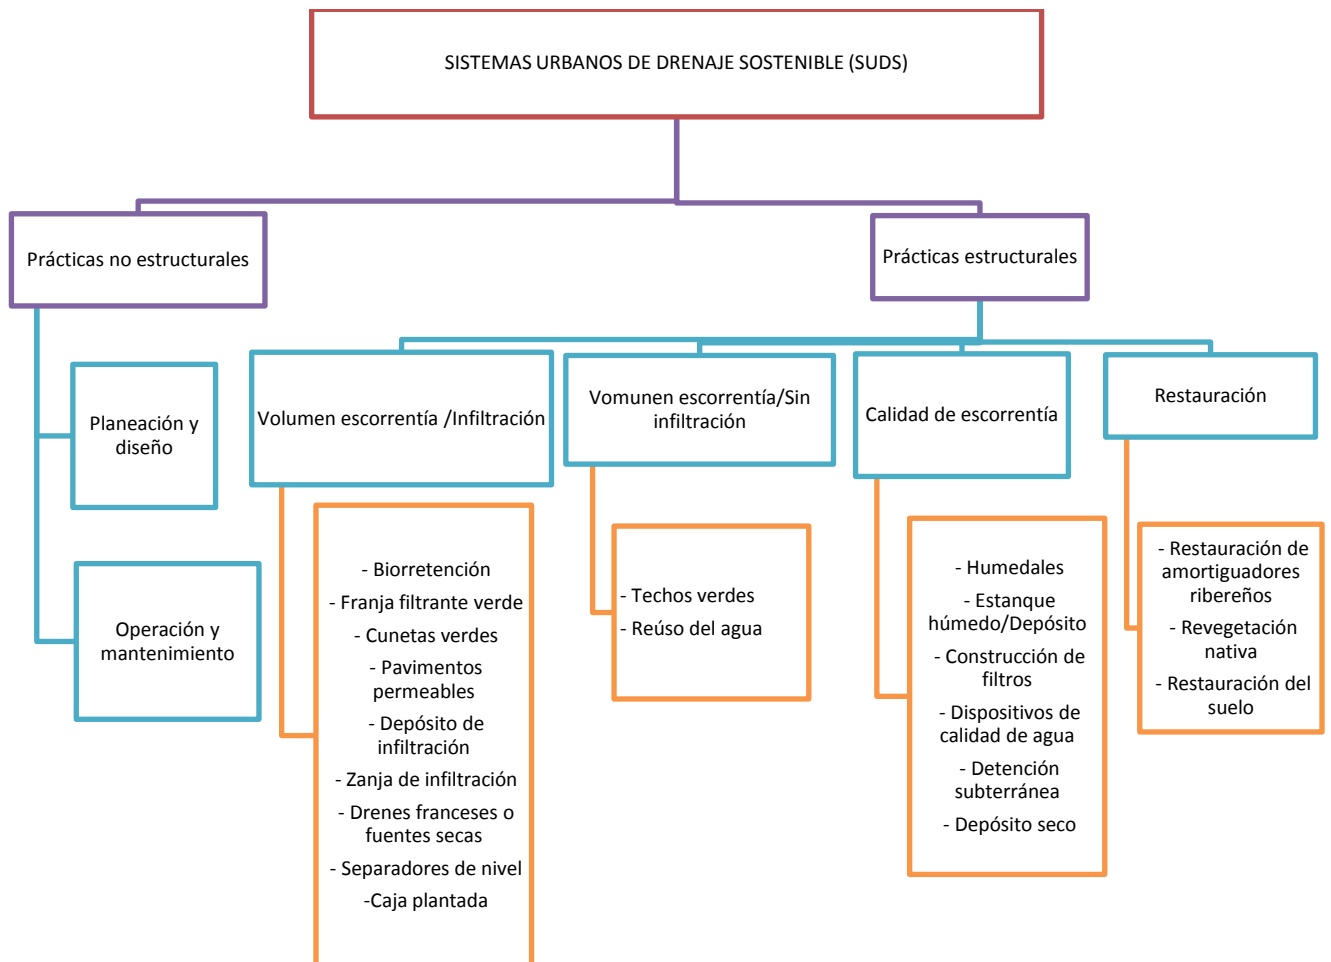 SISTEMAS URBANOS DE DRENAJE SOSTENIBLE (SUDS)
Prácticas no estructurales
Prácticas estructurales
Planeación y
diseño
Operación y
mantenimiento
Volumen escorrentía /Infiltración
- Biorretención
- Franja filtrante verde
- Cunetas verdes
- Pavimentos
permeables
- Depósito de
infiltración
- Zanja de infiltración
- Drenes franceses o
fuentes secas
- Separadores de nivel
-Caja plantada
Vomunen escorrentía/Sin
infiltración
- Techos verdes
- Reúso del agua
Calidad de escorrentía
- Humedales
- Estanque
húmedo/Depósito
- Construcción de
filtros
- Dispositivos de
calidad de agua
- Detención
subterránea
- Depósito seco
Restauración
- Restauración de
amortiguadores
ribereños
- Revegetación
nativa
- Restauración del
suelo